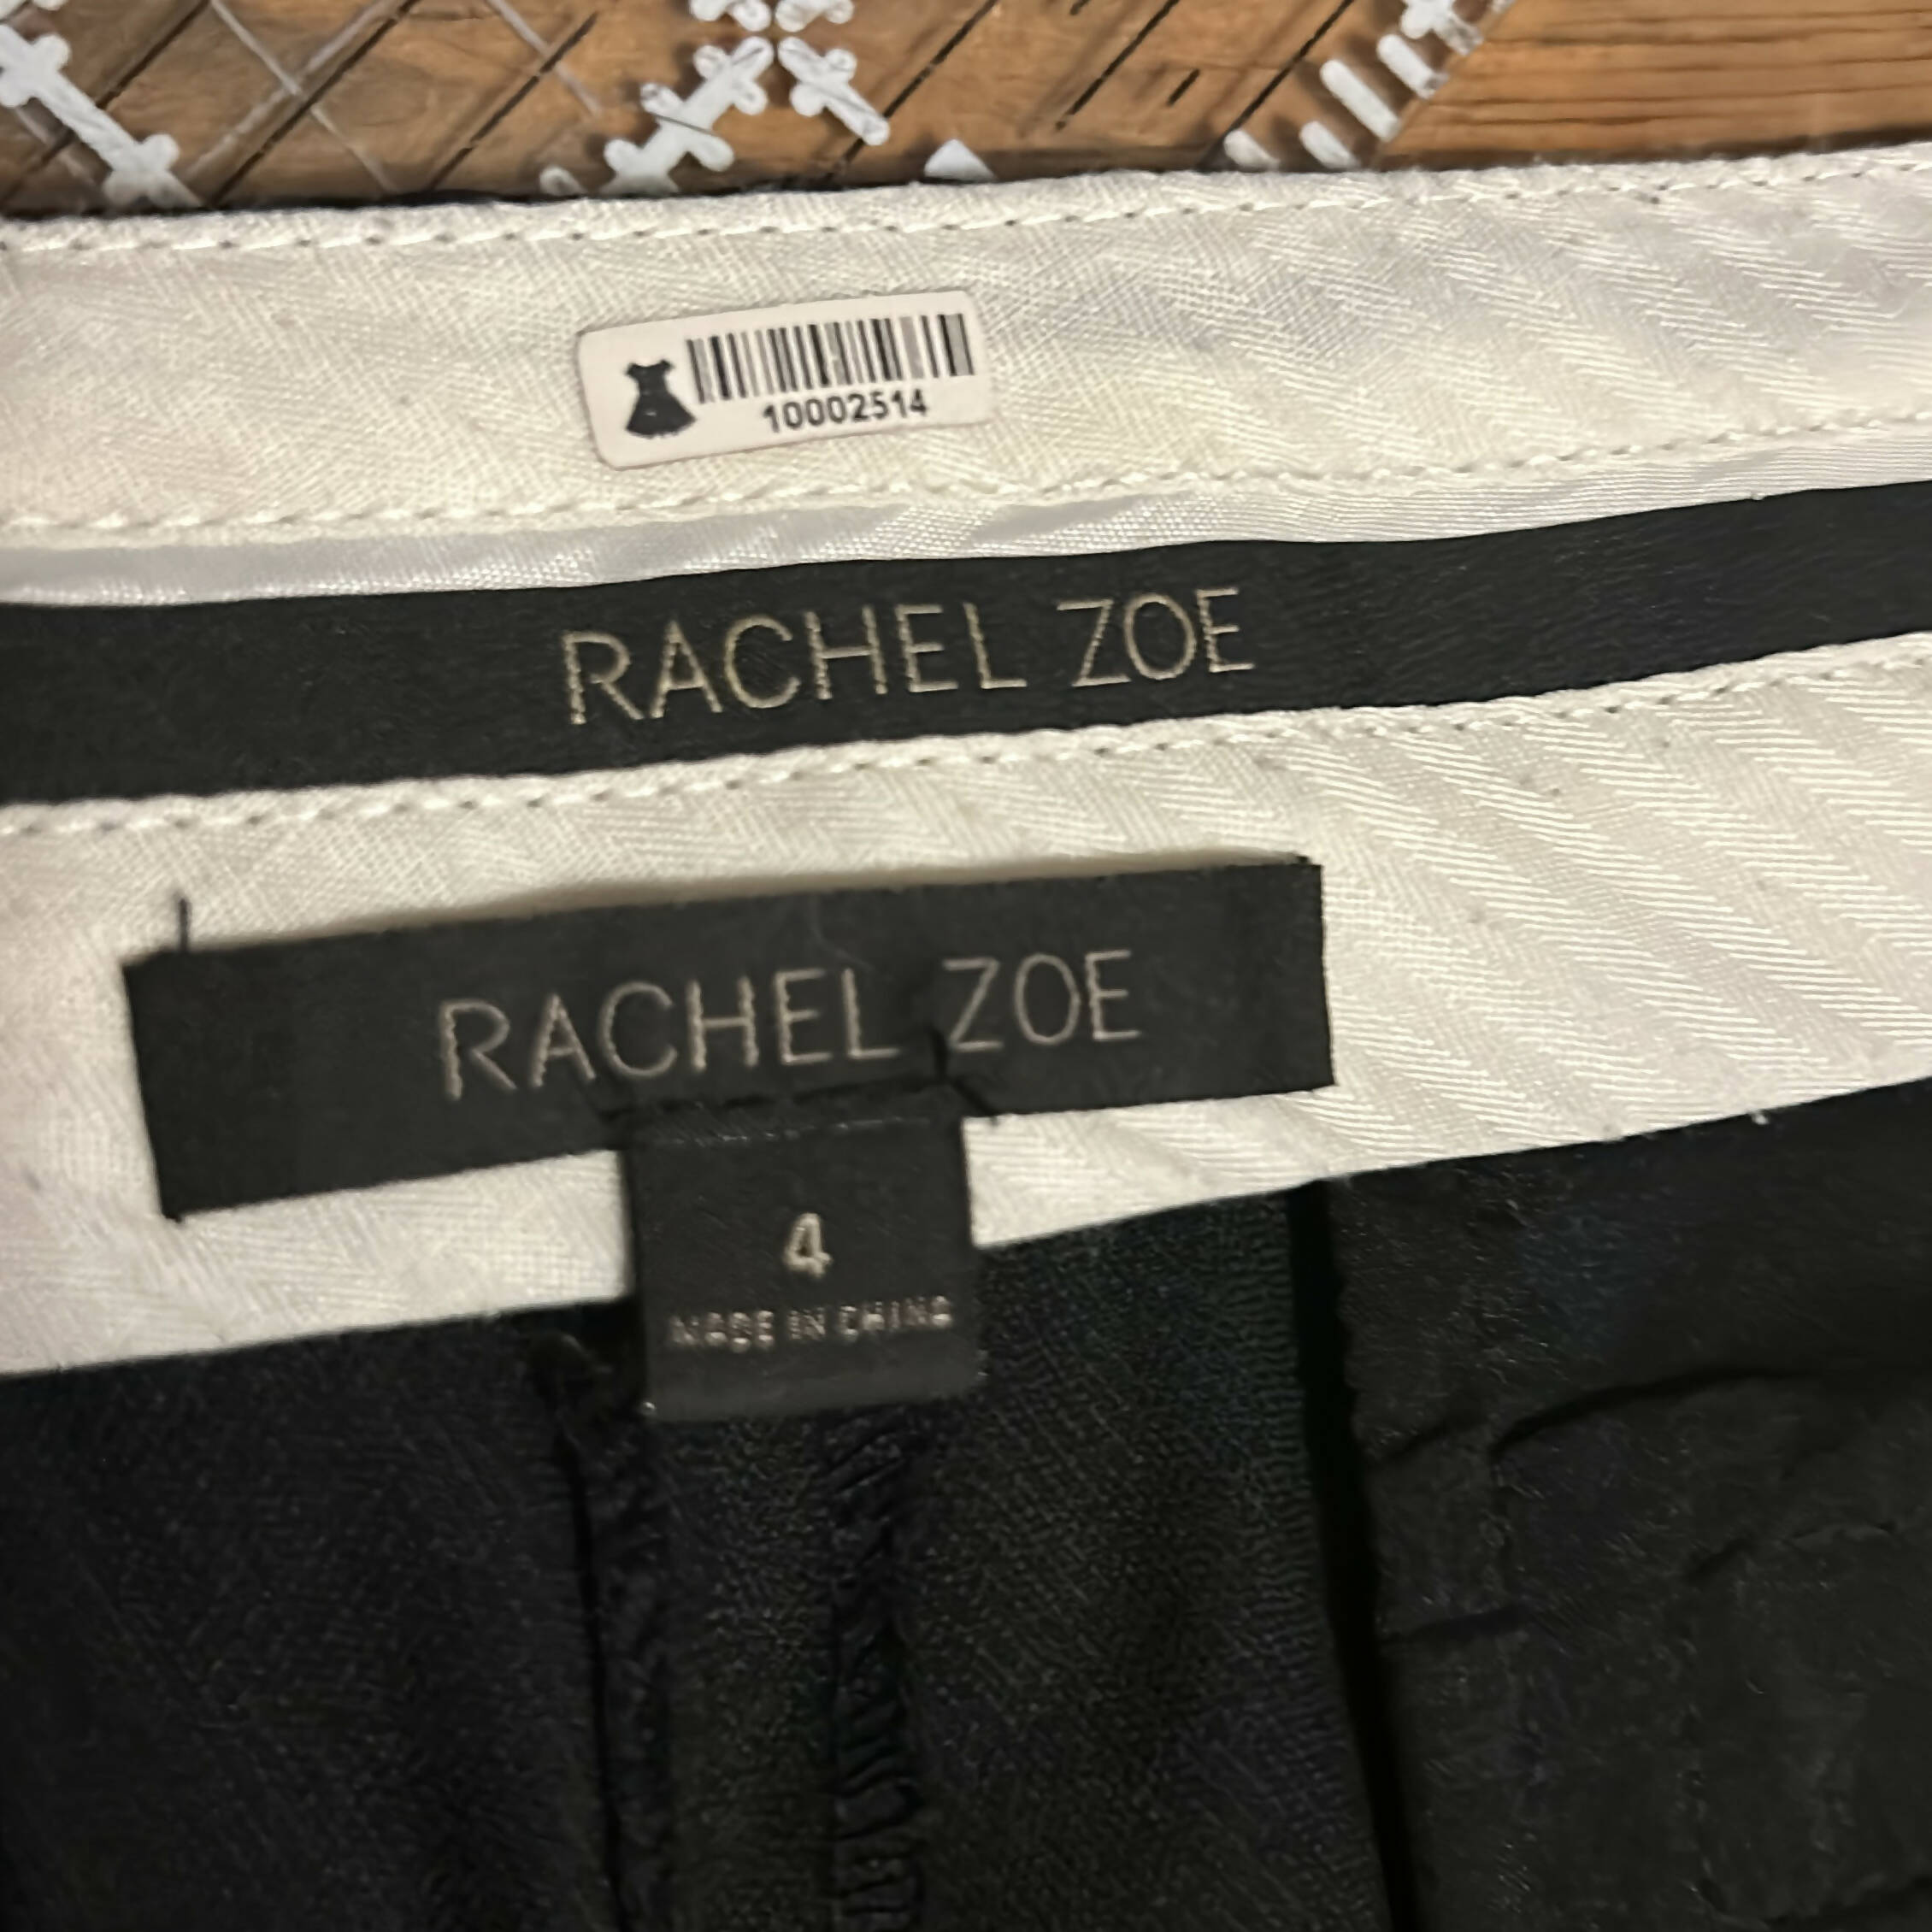 10002514
RACHEL ZOE
RACHEL ZOE
4
MADE IN CHINA